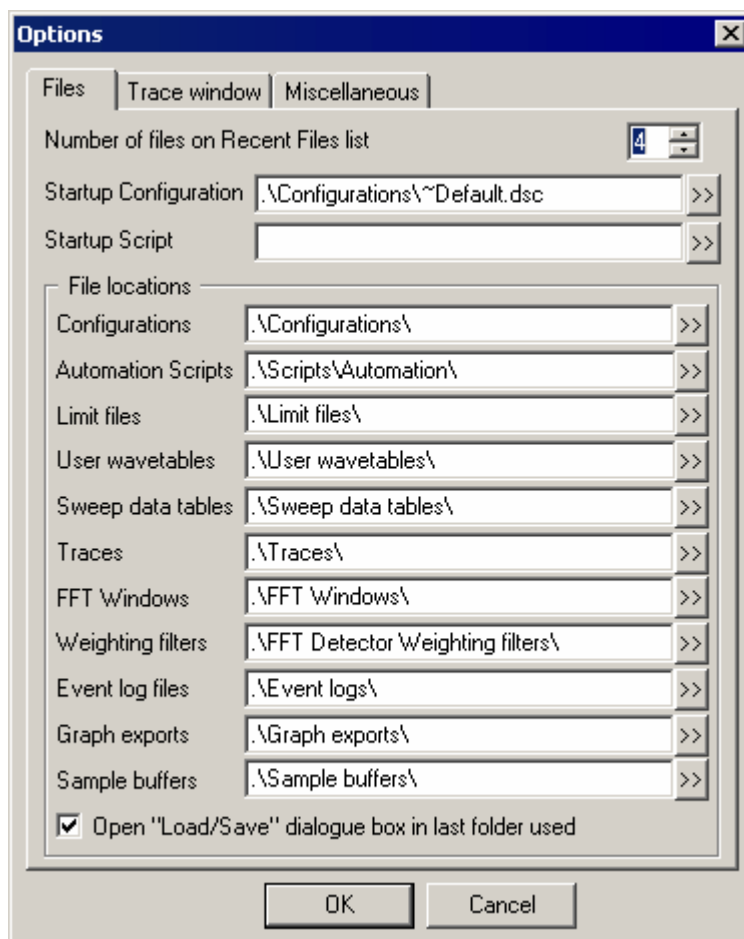 Options
Files Trace window Miscellaneous
Number of files on Recent Files list 4
Startup Configuration .\Configurations\~Default.dsc >>
Startup Script >>
File locations
Configurations .\Configurations\ >>
Automation Scripts .\Scripts\Automation\ >>
Limit files .\Limit files\ >>
User wavetables .\User wavetables\ >>
Sweep data tables .\Sweep data tables\ >>
Traces .\Traces\ >>
FFT Windows .\FFT Windows\ >>
Weighting filters .\FFT Detector Weighting filters\ >>
Event log files .\Event logs\ >>
Graph exports .\Graph exports\ >>
Sample buffers .\Sample buffers\ >>
Open "Load/Save" dialogue box in last folder used
OK Cancel